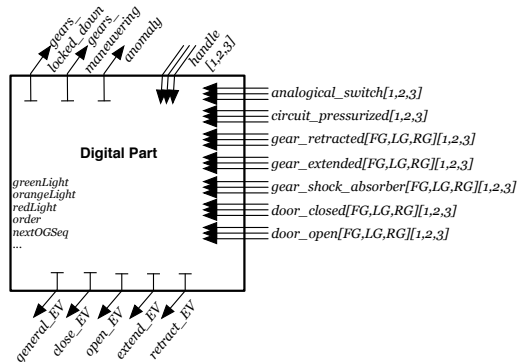 gears_
locked_down
gears_
maneuvering
anomaly
handle
[1,2,3]
analogical_switch[1,2,3]
circuit_pressurized[1,2,3]
gear_retracted[FG,LG,RG][1,2,3]
gear_extended[FG,LG,RG][1,2,3]
gear_shock_absorber[FG,LG,RG][1,2,3]
door_closed[FG,LG,RG][1,2,3]
door_open[FG,LG,RG][1,2,3]
Digital Part
greenLight
orangeLight
redLight
order
nextOGSeq
...
general_EV
close_EV
open_EV
extend_EV
retract_EV